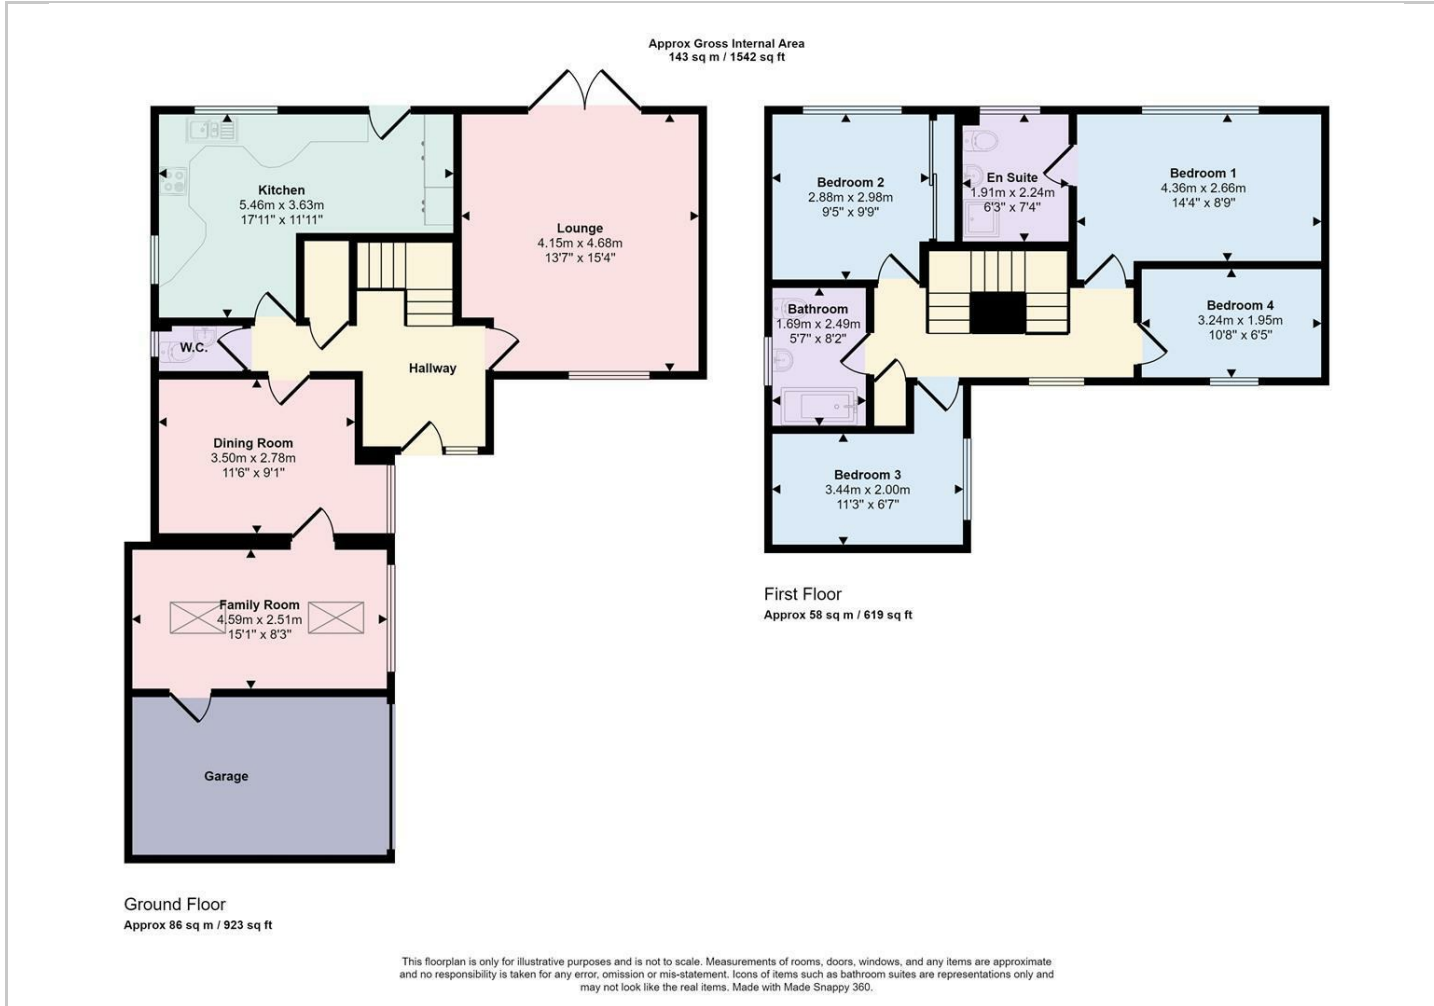 Approx Gross Internal Area
143 sq m / 1542 sq ft
Kitchen
5.46m x 3.63m
17'11" x 11'11"
Lounge
4.15m x 4.68m
13'7" x 15'4"
W.C.
Hallway
Dining Room
3.50m x 2.78m
11'6" x 9'1"
Family Room
4.59m x 2.51m
15'1" x 8'3"
Garage
Ground Floor
Approx 86 sq m / 923 sq ft
Bedroom 2
2.88m x 2.98m
9'5" x 9'9"
En Suite
1.91m x 2.24m
6'3" x 7'4"
Bedroom 1
4.36m x 2.66m
14'4" x 8'9"
Bathroom
1.69m x 2.49m
5'7" x 8'2"
Bedroom 4
3.24m x 1.95m
10'8" x 6'5"
Bedroom 3
3.44m x 2.00m
11'3" x 6'7"
First Floor
Approx 58 sq m / 619 sq ft
This floorplan is only for illustrative purposes and is not to scale. Measurements of rooms, doors, windows, and any items are approximate
and no responsibility is taken for any error, omission or mis-statement. Icons of items such as bathroom suites are representations only and
may not look like the real items. Made with Made Snappy 360.